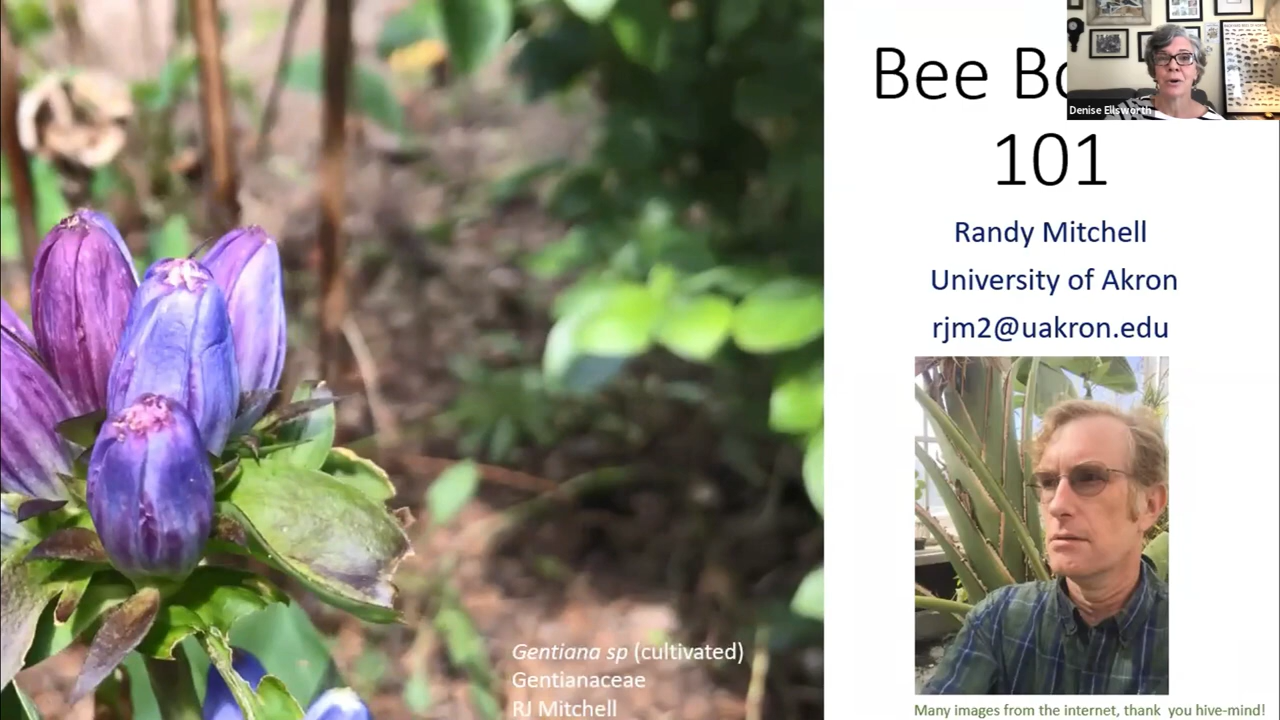 Bee
101
Randy Mitchell
University of Akron
rjm2@uakron.edu
Denise Ellsworth
Gentiana sp (cultivated)
Gentianaceae
RJ Mitchell
Many images from the internet, thank you hive-mind!